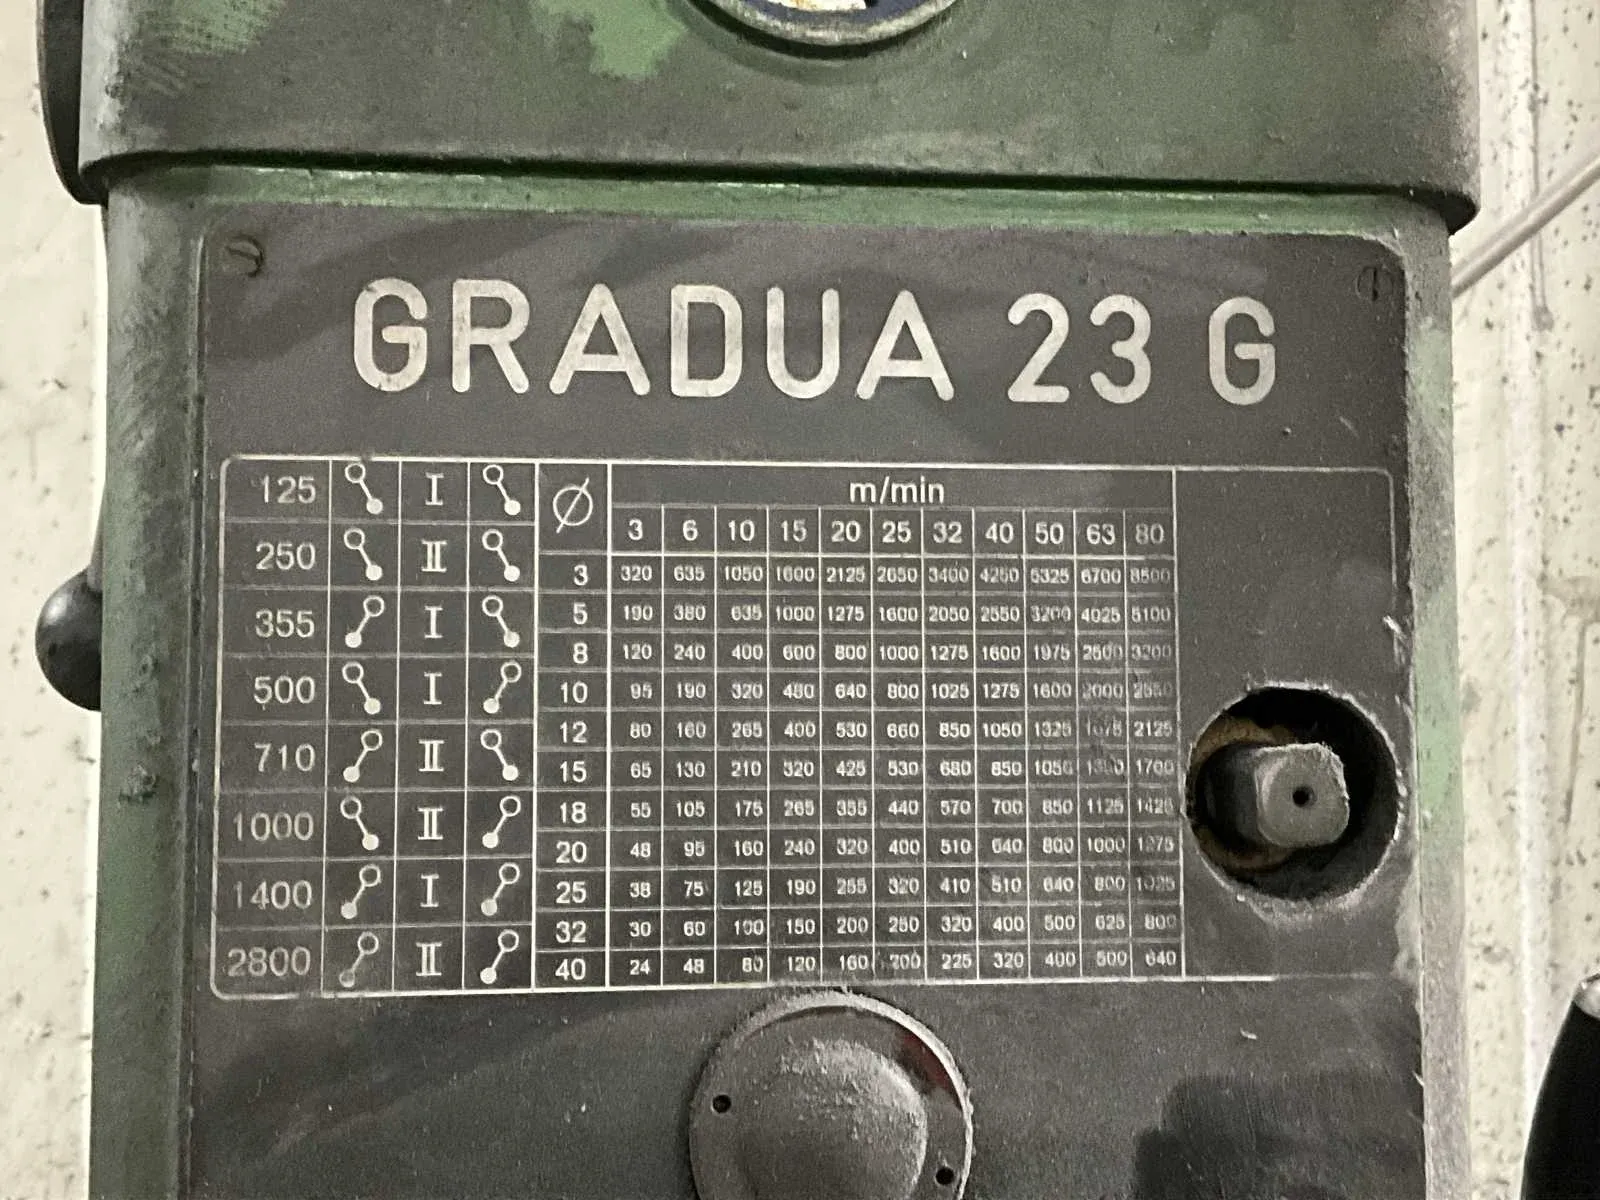 GRADUA 23 G
125 I
250 II
355 I
500 I
710 II
1000 II
1400 I
2800 II
Ø m/min
3 6 10 15 20 25 32 40 50 63 80
3 320 635 1050 1600 2125 2650 3400 4250 5325 6700 8500
5 190 380 635 1000 1275 1600 2050 2550 3200 4025 5100
8 120 240 400 600 800 1000 1275 1600 1975 2500 3200
10 95 190 320 480 640 800 1025 1275 1600 2000 2550
12 80 160 265 400 530 660 850 1050 1325 2125
15 65 130 210 320 425 530 680 850 1050 1700
18 55 105 175 265 355 440 570 700 850 1125 1425
20 48 95 160 240 320 400 510 640 800 1000 1275
25 38 75 125 190 255 320 410 510 640 800 1025
32 30 60 100 150 200 250 320 400 500 625 800
40 24 48 80 120 160 200 225 320 400 500 640